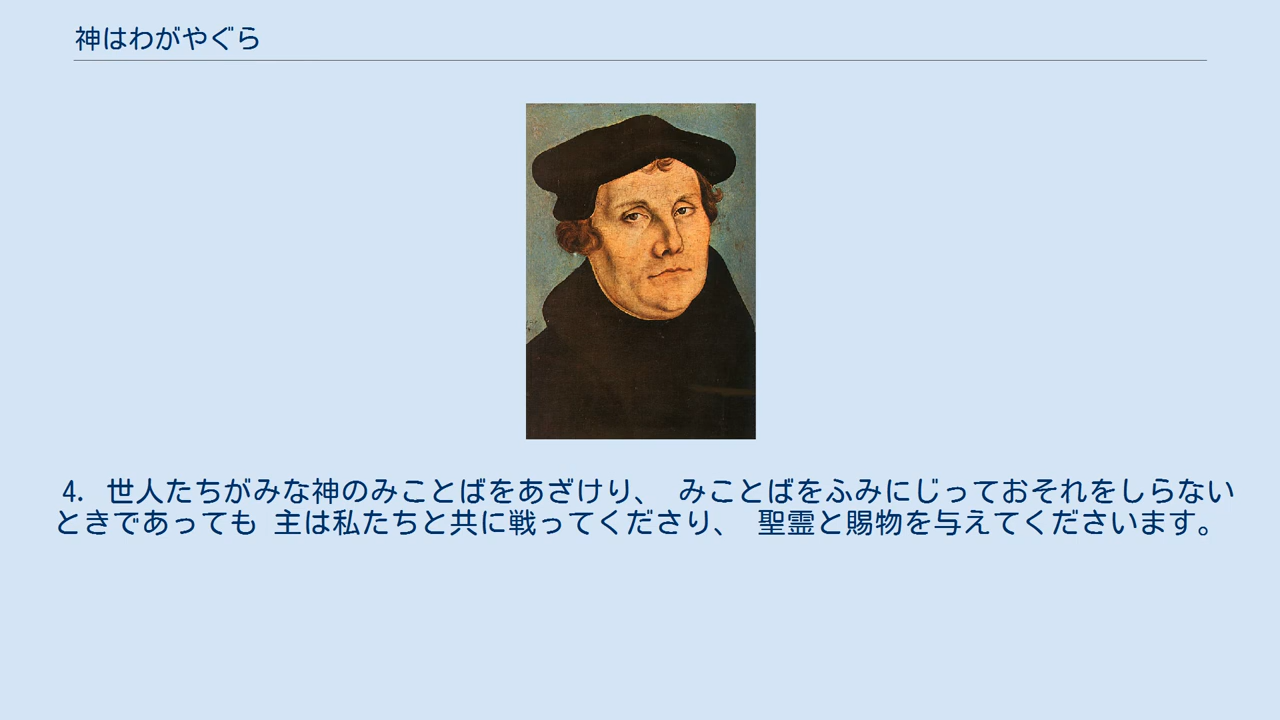 神はわがやぐら
4. 世人たちがみな神のみことばをあざけり、 みことばをふみにじっておそれをしらない
ときであっても 主は私たちと共に戦ってくださり、 聖霊と賜物を与えてくださいます。